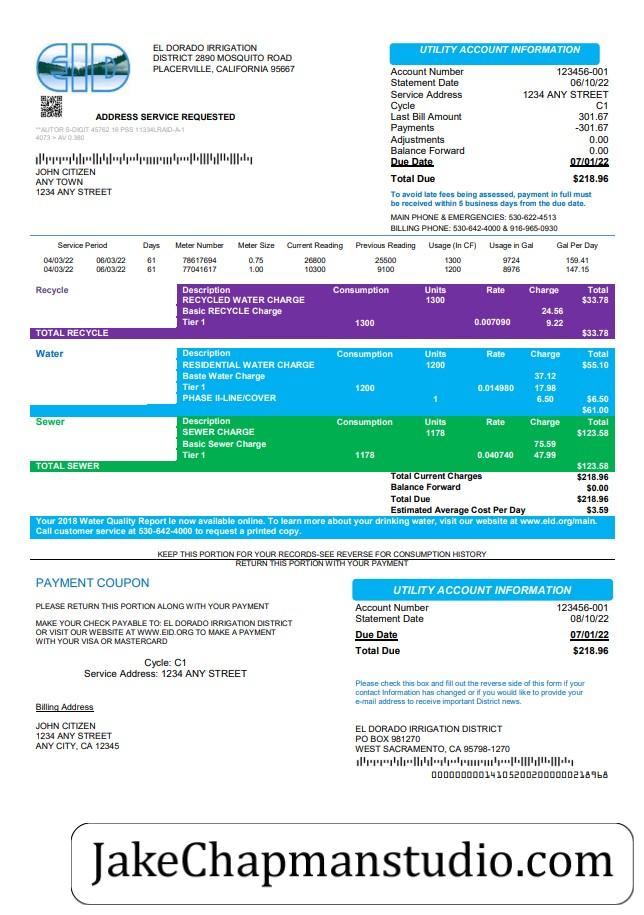 EID
EL DORADO IRRIGATION
DISTRICT 2890 MOSQUITO ROAD
PLACERVILLE, CALIFORNIA 95667
ADDRESS SERVICE REQUESTED
**AUTOR S-DIGIT 45762 16 PSS 11334LRAID-A-1
4073 > AV 0.380
JOHN CITIZEN
ANY TOWN
1234 ANY STREET
UTILITY ACCOUNT INFORMATION
Account Number 123456-001
Statement Date 06/10/22
Service Address 1234 ANY STREET
Cycle C1
Last Bill Amount 301.67
Payments -301.67
Adjustments 0.00
Balance Forward 0.00
Due Date 07/01/22
Total Due $218.96
To avoid late fees being assessed, payment in full must
be received within 5 business days from the due date.
MAIN PHONE & EMERGENCIES: 530-622-4513
BILLING PHONE: 530-642-4000 & 916-965-0930
Service Period Days Meter Number Meter Size Current Reading Previous Reading Usage (In CF) Usage in Gal Gal Per Day
04/03/22 06/03/22 61 78617694 0.75 26800 25500 1300 9724 159.41
04/03/22 06/03/22 61 77041617 1.00 10300 9100 1200 8976 147.15
Recycle Description Consumption Units Rate Charge Total
RECYCLED WATER CHARGE 1300 $33.78
Basic RECYCLE Charge 24.56
Tier 1 1300 0.007090 9.22
TOTAL RECYCLE $33.78
Water Description Consumption Units Rate Charge Total
RESIDENTIAL WATER CHARGE 1200 $55.10
Baste Water Charge 37.12
Tier 1 1200 0.014980 17.98
PHASE II-LINE/COVER 1 6.50 $6.50
$61.00
Sewer Description Consumption Units Rate Charge Total
SEWER CHARGE 1178 $123.58
Basic Sewer Charge 75.59
Tier 1 1178 0.040740 47.99
TOTAL SEWER $123.58
Total Current Charges $218.96
Balance Forward $0.00
Total Due $218.96
Estimated Average Cost Per Day $3.59
Your 2018 Water Quality Report le now available online. To learn more about your drinking water, visit our website at www.eid.org/main.
Call customer service at 530-642-4000 to request a printed copy.
KEEP THIS PORTION FOR YOUR RECORDS-SEE REVERSE FOR CONSUMPTION HISTORY
RETURN THIS PORTION WITH YOUR PAYMENT
PAYMENT COUPON
PLEASE RETURN THIS PORTION ALONG WITH YOUR PAYMENT
MAKE YOUR CHECK PAYABLE TO: EL DORADO IRRIGATION DISTRICT
OR VISIT OUR WEBSITE AT WWW.EID.ORG TO MAKE A PAYMENT
WITH YOUR VISA OR MASTERCARD
Cycle: C1
Service Address: 1234 ANY STREET
Billing Address
JOHN CITIZEN
1234 ANY STREET
ANY CITY, CA 12345
UTILITY ACCOUNT INFORMATION
Account Number 123456-001
Statement Date 08/10/22
Due Date 07/01/22
Total Due $218.96
Please check this box and fill out the reverse side of this form if your
contact Information has changed or if you would like to provide your
e-mail address to receive important District news.
EL DORADO IRRIGATION DISTRICT
PO BOX 981270
WEST SACRAMENTO, CA 95798-1270
000000000141052002000000218968
JakeChapmanstudio.com